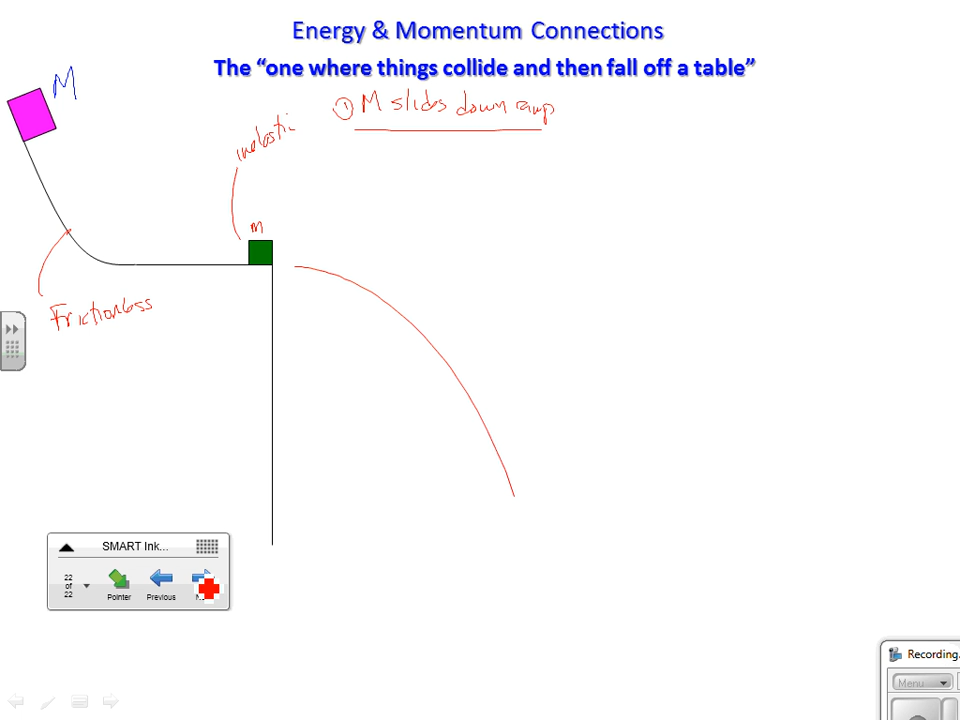 Energy & Momentum Connections
The “one where things collide and then fall off a table”
M
① M slides down ramp
inelastic
M
Frictionless
SMART Ink...
22
of
22
Pointer
Previous
Recording.
Menu